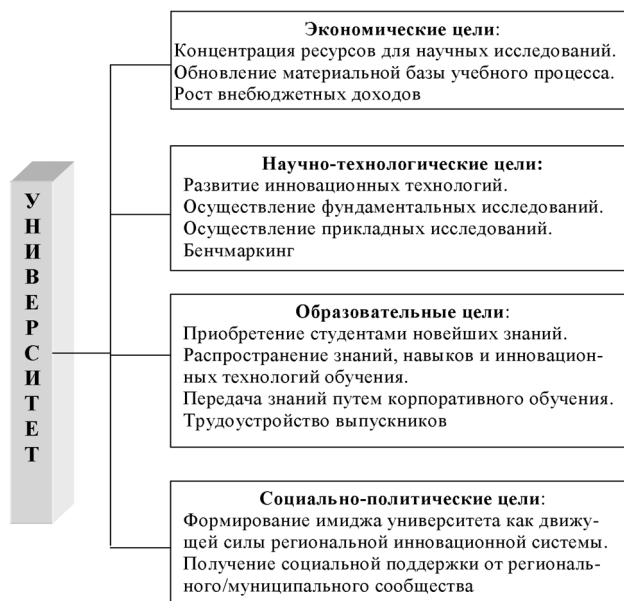 УНИВЕРСИТЕТ
Экономические цели:
Концентрация ресурсов для научных исследований.
Обновление материальной базы учебного процесса.
Рост внебюджетных доходов
Научно-технологические цели:
Развитие инновационных технологий.
Осуществление фундаментальных исследований.
Осуществление прикладных исследований.
Бенчмаркинг
Образовательные цели:
Приобретение студентами новейших знаний.
Распространение знаний, навыков и инновацион-
ных технологий обучения.
Передача знаний путем корпоративного обучения.
Трудоустройство выпускников
Социально-политические цели:
Формирование имиджа университета как движу-
щей силы региональной инновационной системы.
Получение социальной поддержки от регионально-
ного/муниципального сообщества